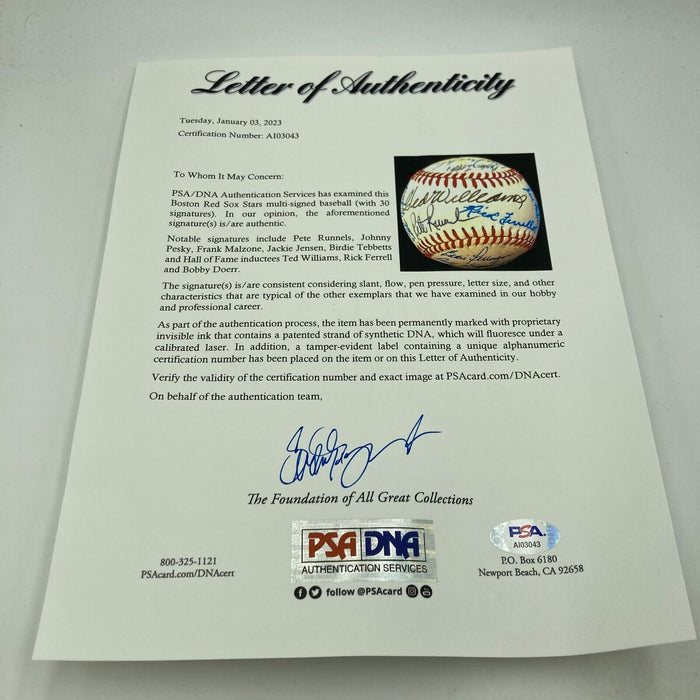 Letter of Authenticity
Tuesday, January 03, 2023
Certification Number: AI03043
To Whom It May Concern:
PSA/DNA Authentication Services has examined this
Boston Red Sox Stars multi-signed baseball (with 30
signatures). In our opinion, the aforementioned
signature(s) is/are authentic.
Notable signatures include Pete Runnels, Johnny
Pesky, Frank Malzone, Jackie Jensen, Birdie Tebbetts
and Hall of Fame inductees Ted Williams, Rick Ferrell
and Bobby Doerr.
Ted Williams
Pete Runnels
Rick Ferrell
The signature(s) is/are consistent considering slant, flow, pen pressure, letter size, and other
characteristics that are typical of the other exemplars that we have examined in our hobby
and professional career.
As part of the authentication process, the item has been permanently marked with proprietary
invisible ink that contains a patented strand of synthetic DNA, which will fluoresce under a
calibrated laser. In addition, a tamper-evident label containing a unique alphanumeric
certification number has been placed on the item or on this Letter of Authenticity.
Verify the validity of the certification number and exact image at PSAcard.com/DNAcert.
On behalf of the authentication team,
The Foundation of All Great Collections
800-325-1121
PSAcard.com/DNAcert
PSA DNA
AUTHENTICATION SERVICES
follow @PSAcard
PSA
AI03043
P.O. Box 6180
Newport Beach, CA 92658